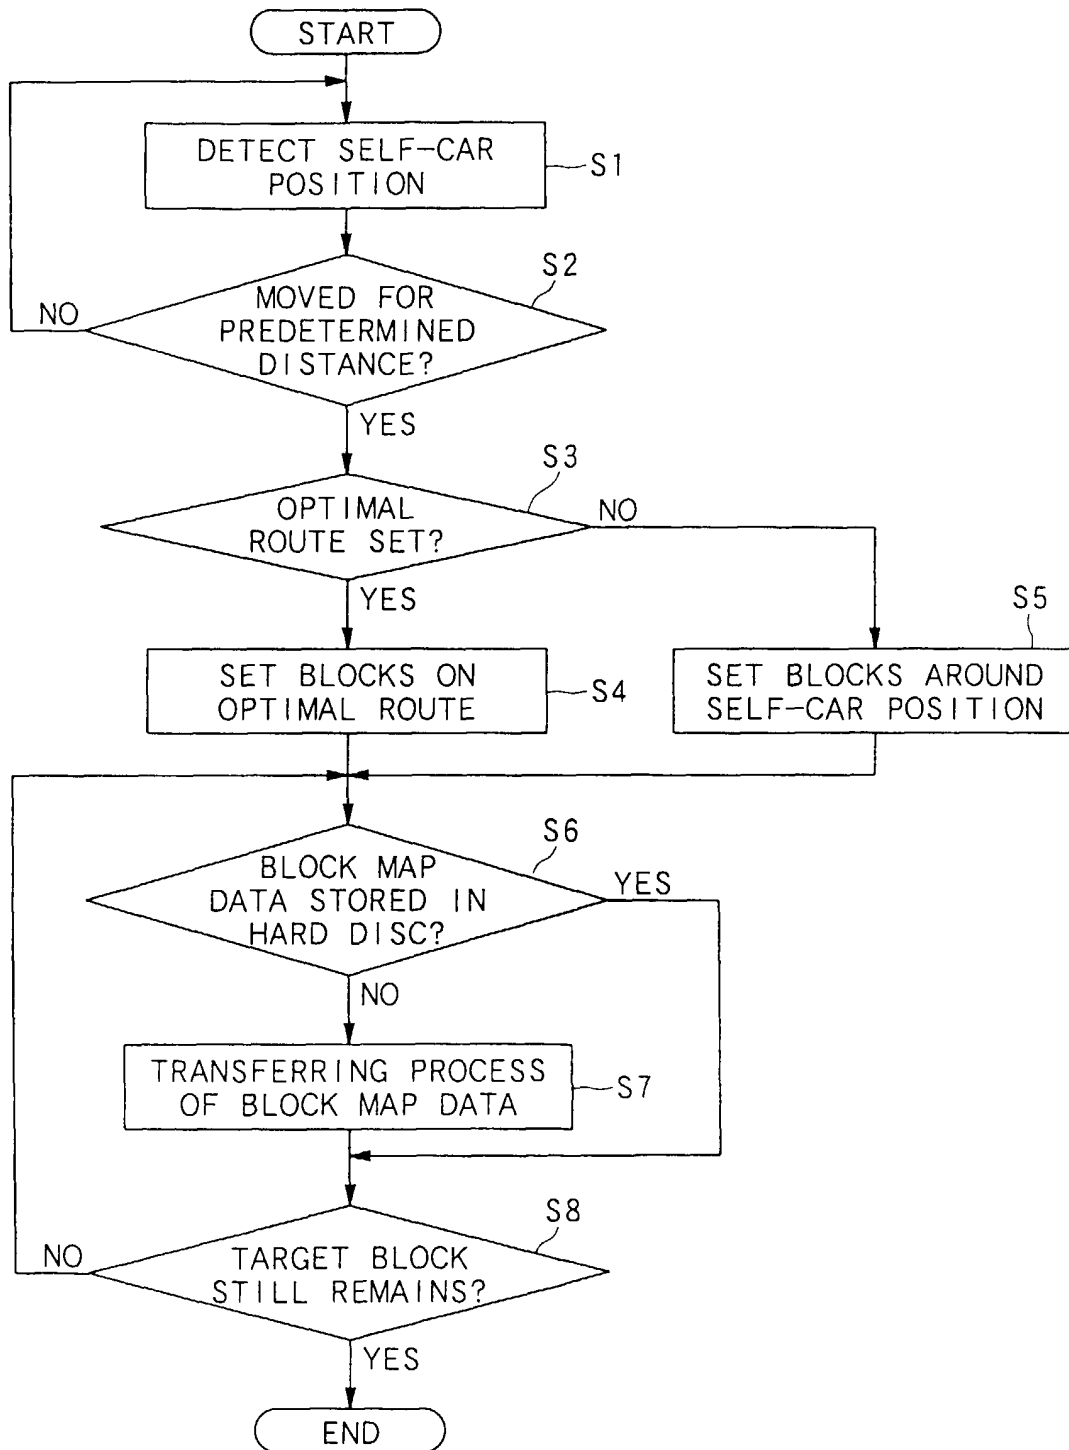 START
DETECT SELF-CAR
POSITION
S1
S2
MOVED FOR
PREDETERMINED
DISTANCE?
NO
YES
S3
OPTIMAL
ROUTE SET?
NO
YES
S5
SET BLOCKS ON
OPTIMAL ROUTE
S4
SET BLOCKS AROUND
SELF-CAR POSITION
S6
BLOCK MAP
DATA STORED IN
HARD DISC?
YES
NO
TRANSFERRING PROCESS
OF BLOCK MAP DATA
S7
S8
NO
TARGET BLOCK
STILL REMAINS?
YES
END